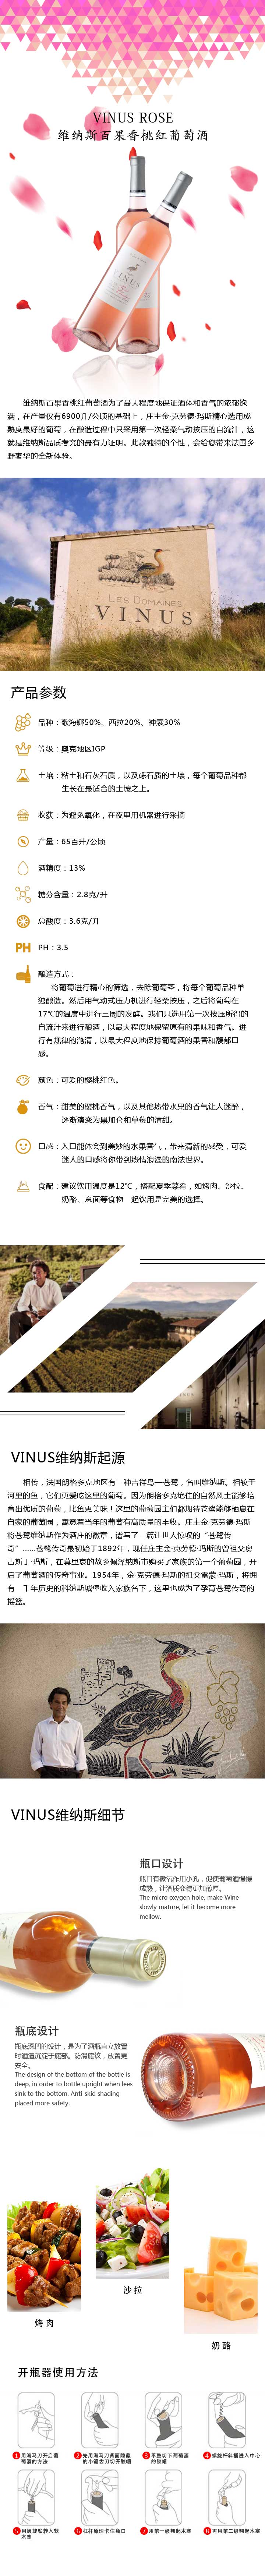 VINUS ROSE
维纳斯百果香桃红葡萄酒
VINUS
维纳斯百里香桃红葡萄酒为了最大程度地保证酒体和香气的浓郁饱
满，在产量仅有6900升/公顷的基础上，庄主金·克劳德·玛斯精心选用成
熟度最好的葡萄，在酿造过程中只采用第一次轻柔气动按压的自流汁，这
就是维纳斯品质考究的最有力证明。此款独特的个性，会给您带来法国乡
野奢华的全新体验。
LES DOMAINES
VINUS
产品参数
品种：歌海娜50%、西拉20%、神索30%
等级：奥克地区IGP
土壤：粘土和石灰石质，以及砾石质的土壤，每个葡萄品种都
生长在最适合的土壤之上。
收获：为避免氧化，在夜里用机器进行采摘
产量：65百升/公顷
酒精度：13%
糖分含量：2.8克/升
总酸度：3.6克/升
PH PH：3.5
酿造方式：
将葡萄进行精心的筛选，去除葡萄茎，将每个葡萄品种单
独酿造。然后用气动式压力机进行轻柔按压，之后将葡萄在
17℃的温度中进行三周的发酵。我们只选用第一次按压所得的
自流汁来进行酿酒，以最大程度地保留原有的果味和香气。进
行有规律的滗清，以最大程度地保持葡萄酒的果香和馥郁口
感。
颜色：可爱的樱桃红色。
香气：甜美的樱桃香气，以及其他热带水里的香气让人迷醉，
逐渐演变为黑加仑和草莓的清甜。
口感：入口能体会到美妙的水里香气，带来清新的感受，可爱
迷人的口感将你带到热情浪漫的南法世界。
食配：建议饮用温度是12℃，搭配夏季菜肴，如烤肉、沙拉、
奶酪、意面等食物一起饮用是完美的选择。
VINUS维纳斯起源
相传，法国朗格多克地区有一种吉祥鸟—苍鹭，名叫维纳斯。相较于
河里的鱼，它们更爱吃这里的葡萄。因为朗格多克绝佳的自然风土能够培
育出优质的葡萄，比鱼更美味！这里的葡萄园主们都期待苍鹭能够栖息在
自家的葡萄园，寓意着当年的葡萄有高质量的丰收。庄主金·克劳德·玛斯
将苍鹭维纳斯作为酒庄的徽章，谱写了一篇让世人惊叹的“苍鹭传
奇”……苍鹭传奇最初始于1892年，现任庄主金·克劳德·玛斯的曾祖父奥
古斯丁·玛斯，在莫里哀的故乡佩泽纳斯市购买了家族的第一个葡萄园，开
启了葡萄酒的传奇事业。1954年，金·克劳德·玛斯的祖父雷蒙·玛斯，将拥
有一千年历史的科纳斯城堡收入家族名下，这里也成为了孕育苍鹭传奇的
摇篮。
VINUS维纳斯细节
瓶口设计
瓶口有微氧作用小孔，促使葡萄酒慢慢
成熟，让酒质变得更加醇厚。
The micro oxygen hole, make Wine
slowly mature, let it become more
mellow.
瓶底设计
瓶底深凹的设计，是为了酒瓶直立放置
时酒渣沉淀于底部。防滑底纹，放置更
安全。
The design of the bottom of the bottle is
deep, in order to bottle upright when lees
sink to the bottom. Anti-skid shading
placed more safety.
沙拉
烤肉
奶酪
开瓶器使用方法
1 用海马刀开启葡
萄酒的方法
2 先用海马刀背面隐藏
的小锯齿刀切开胶帽
3 平整切下葡萄酒
的胶帽
4 螺旋杆斜插进入中心
5 用螺旋钻钩入软
木塞
6 杠杆原理卡住瓶口
7 用第一级翘起木塞
8 再用第二级翘起木塞